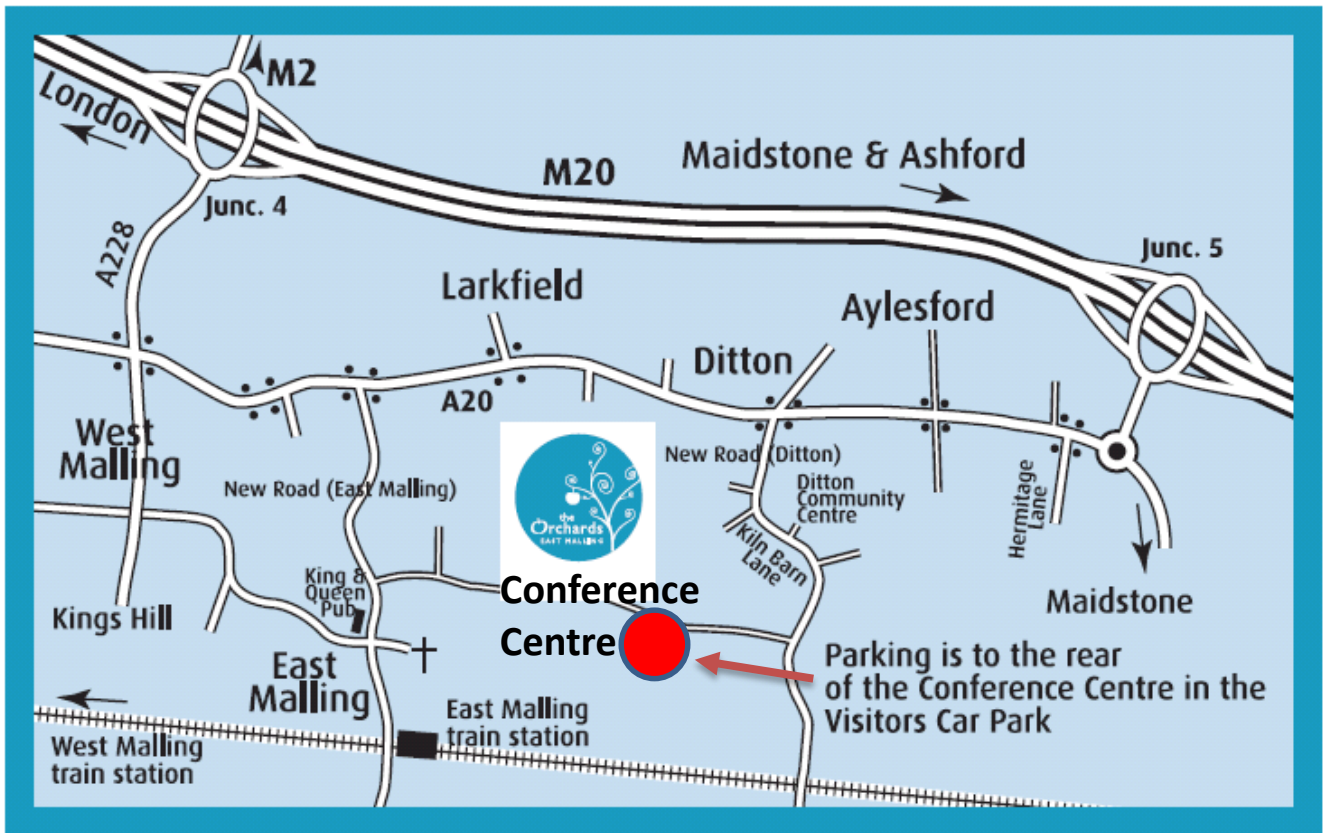 M2
London
M20
Maidstone & Ashford
Junc. 4
Junc. 5
A228
Larkfield
Aylesford
Ditton
A20
West
Malling
New Road (Ditton)
New Road (East Malling)
Ditton
Community
Centre
Hermitage
Lane
the
Orchards
EAST MALLING
Kiln Barn
Lane
King &
Queen
Pub
Conference
Centre
Kings Hill
Maidstone
East
Malling
Parking is to the rear
of the Conference Centre in the
Visitors Car Park
East Malling
train station
West Malling
train station